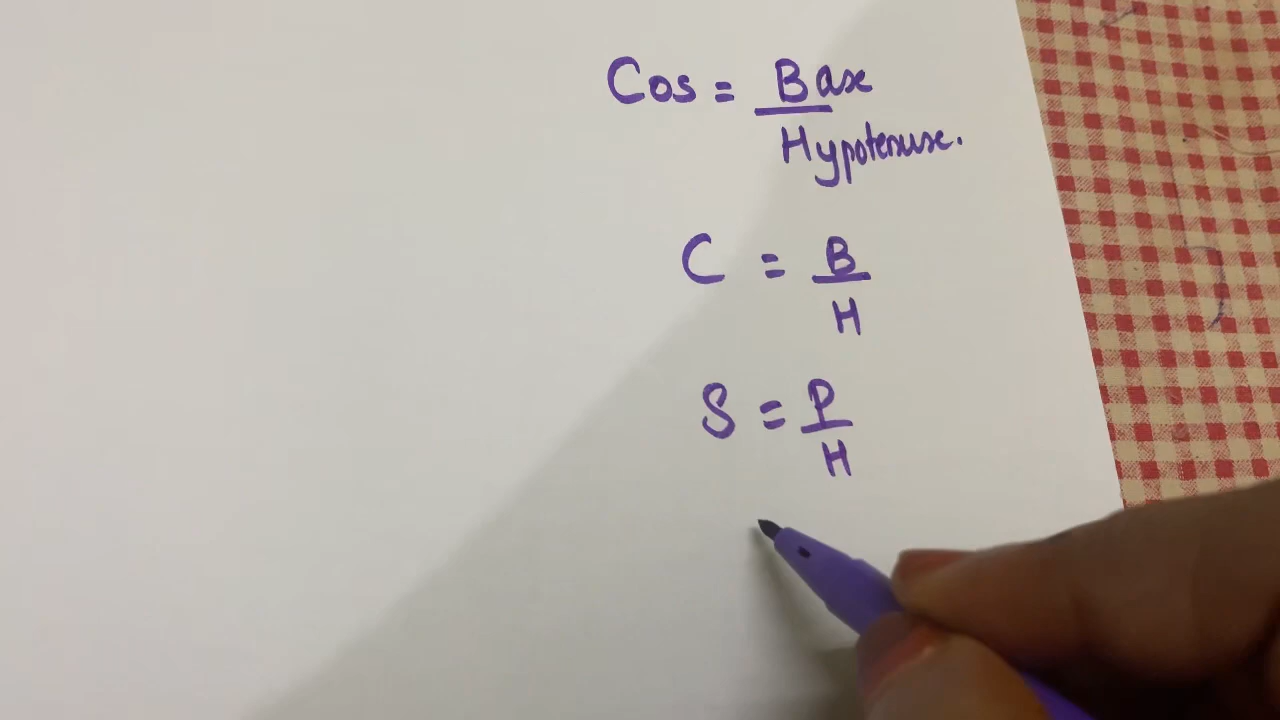 Cos = Base
Hypotenuse.
C = B
H
S = P
H